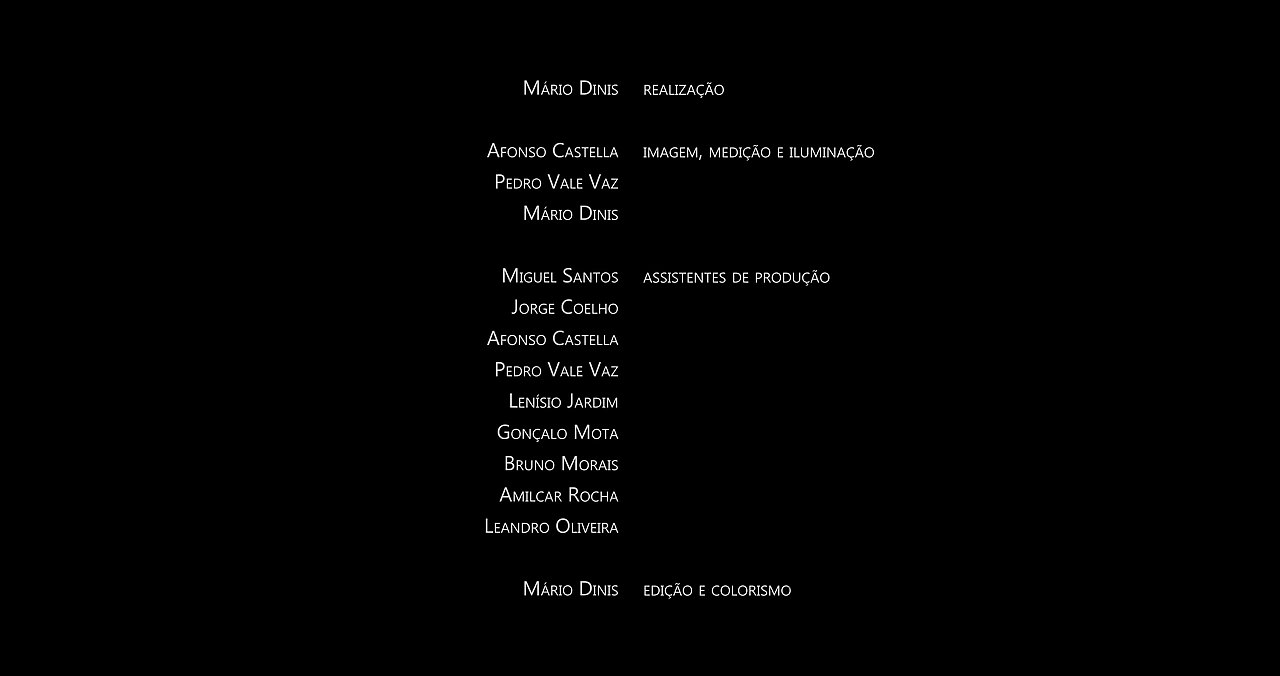 Mário Dinis realização
Afonso Castella imagem, medição e iluminação
Pedro Vale Vaz
Mário Dinis
Miguel Santos assistentes de produção
Jorge Coelho
Afonso Castella
Pedro Vale Vaz
Lenísio Jardim
Gonçalo Mota
Bruno Morais
Amilcar Rocha
Leandro Oliveira
Mário Dinis edição e colorismo